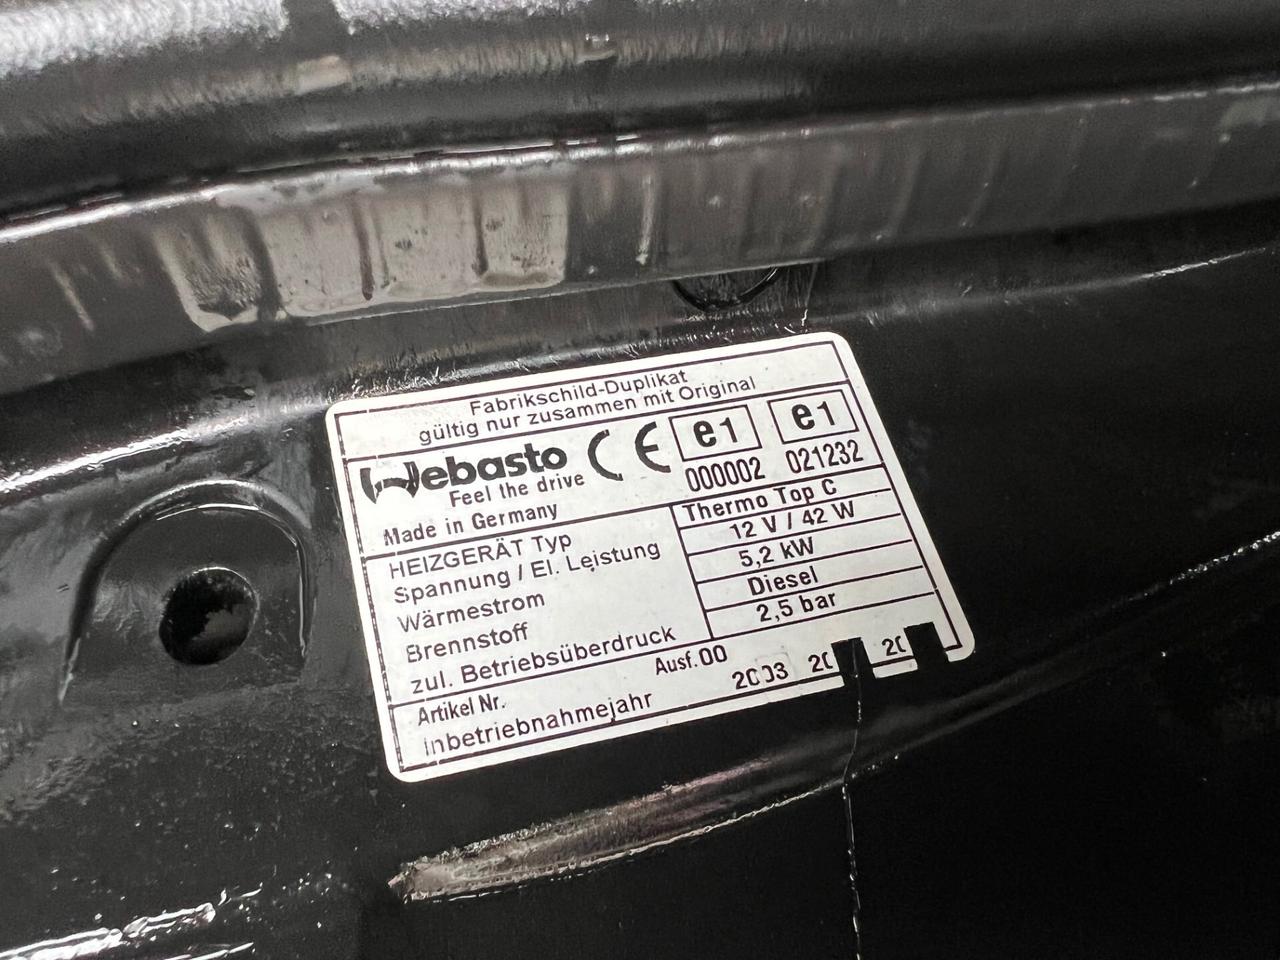 Fabrikschild-Duplikat
gültig nur zusammen mit Original
Webasto CE e1 e1
Feel the drive 000002 021232
Made in Germany
HEIZGERÄT Typ Thermo Top C
Spannung / El. Leistung 12 V / 42 W
Wärmestrom 5,2 kW
Brennstoff Diesel
zul. Betriebsüberdruck 2,5 bar
Artikel Nr. Ausf.00
Inbetriebnahmejahr 2003 20 20